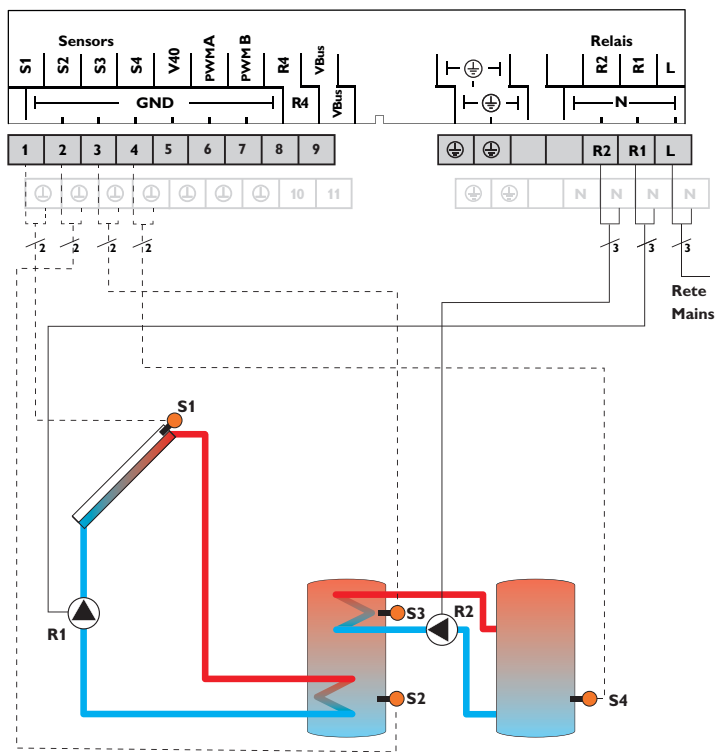 Sensors
Relais
S1 S2 S3 S4 V40 PWM A PWM B R4 VBus
R2 R1 L
GND R4 VBus
N
1 2 3 4 5 6 7 8 9
R2 R1 L
10 11
N N N N
2 2 2 2
3 3 3
Rete
Mains
S1
S3
R2
R1
S2
S4